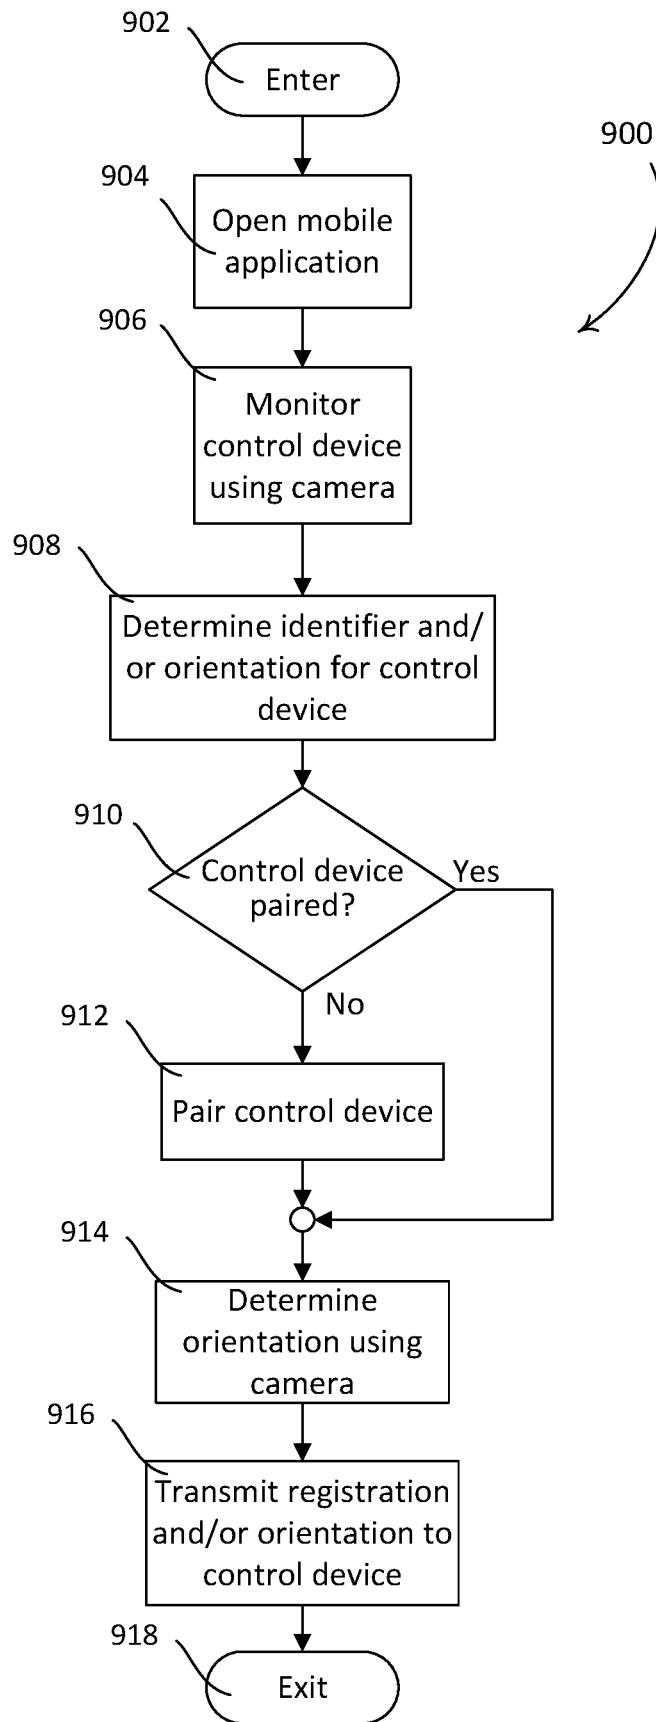 902
Enter
900
904
Open mobile
application
906
Monitor
control device
using camera
908
Determine identifier and/
or orientation for control
device
910
Control device
paired?
Yes
No
912
Pair control device
914
Determine
orientation using
camera
916
Transmit registration
and/or orientation to
control device
918
Exit